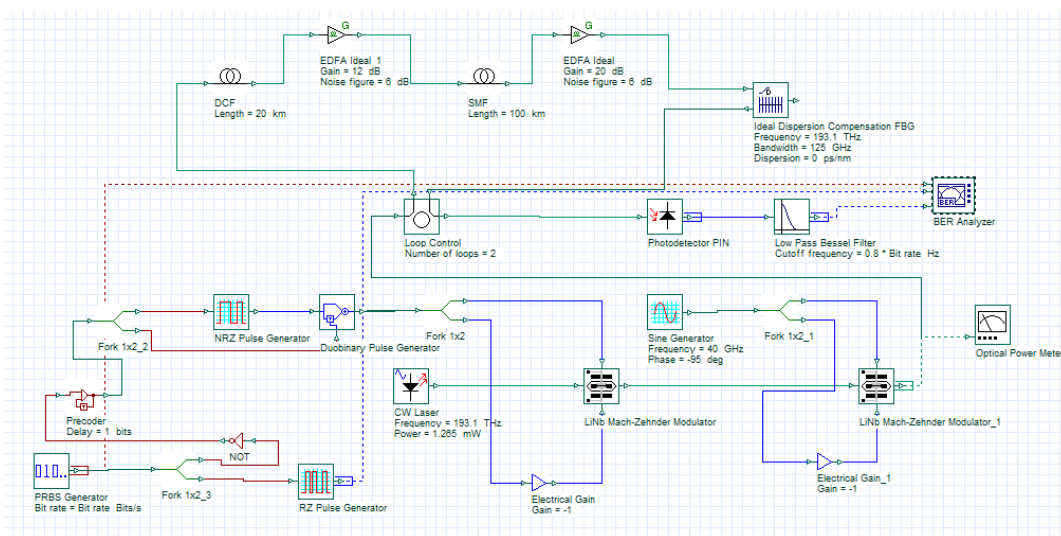 G
EDFA Ideal 1
Gain = 12 dB
Noise figure = 6 dB
G
EDFA Ideal
Gain = 20 dB
Noise figure = 6 dB
DCF
Length = 20 km
SMF
Length = 100 km
Ideal Dispersion Compensation FBG
Frequency = 193.1 THz
Bandwidth = 125 GHz
Dispersion = 0 ps/nm
Loop Control
Number of loops = 2
Photodetector PIN
Low Pass Bessel Filter
Cutoff frequency = 0.8 * Bit rate Hz
BER
BER Analyzer
Fork 1x2_2
NRZ Pulse Generator
Duobinary Pulse Generator
T
Fork 1x2
Sine Generator
Frequency = 40 GHz
Phase = -95 deg
Fork 1x2_1
Optical Power Meter
CW Laser
Frequency = 193.1 THz
Power = 1.265 mW
LiNb Mach-Zehnder Modulator
LiNb Mach-Zehnder Modulator_1
T
Precoder
Delay = 1 bits
NOT
010..
PRBS Generator
Bit rate = Bit rate Bits/s
Fork 1x2_3
RZ Pulse Generator
Electrical Gain
Gain = -1
Electrical Gain_1
Gain = -1